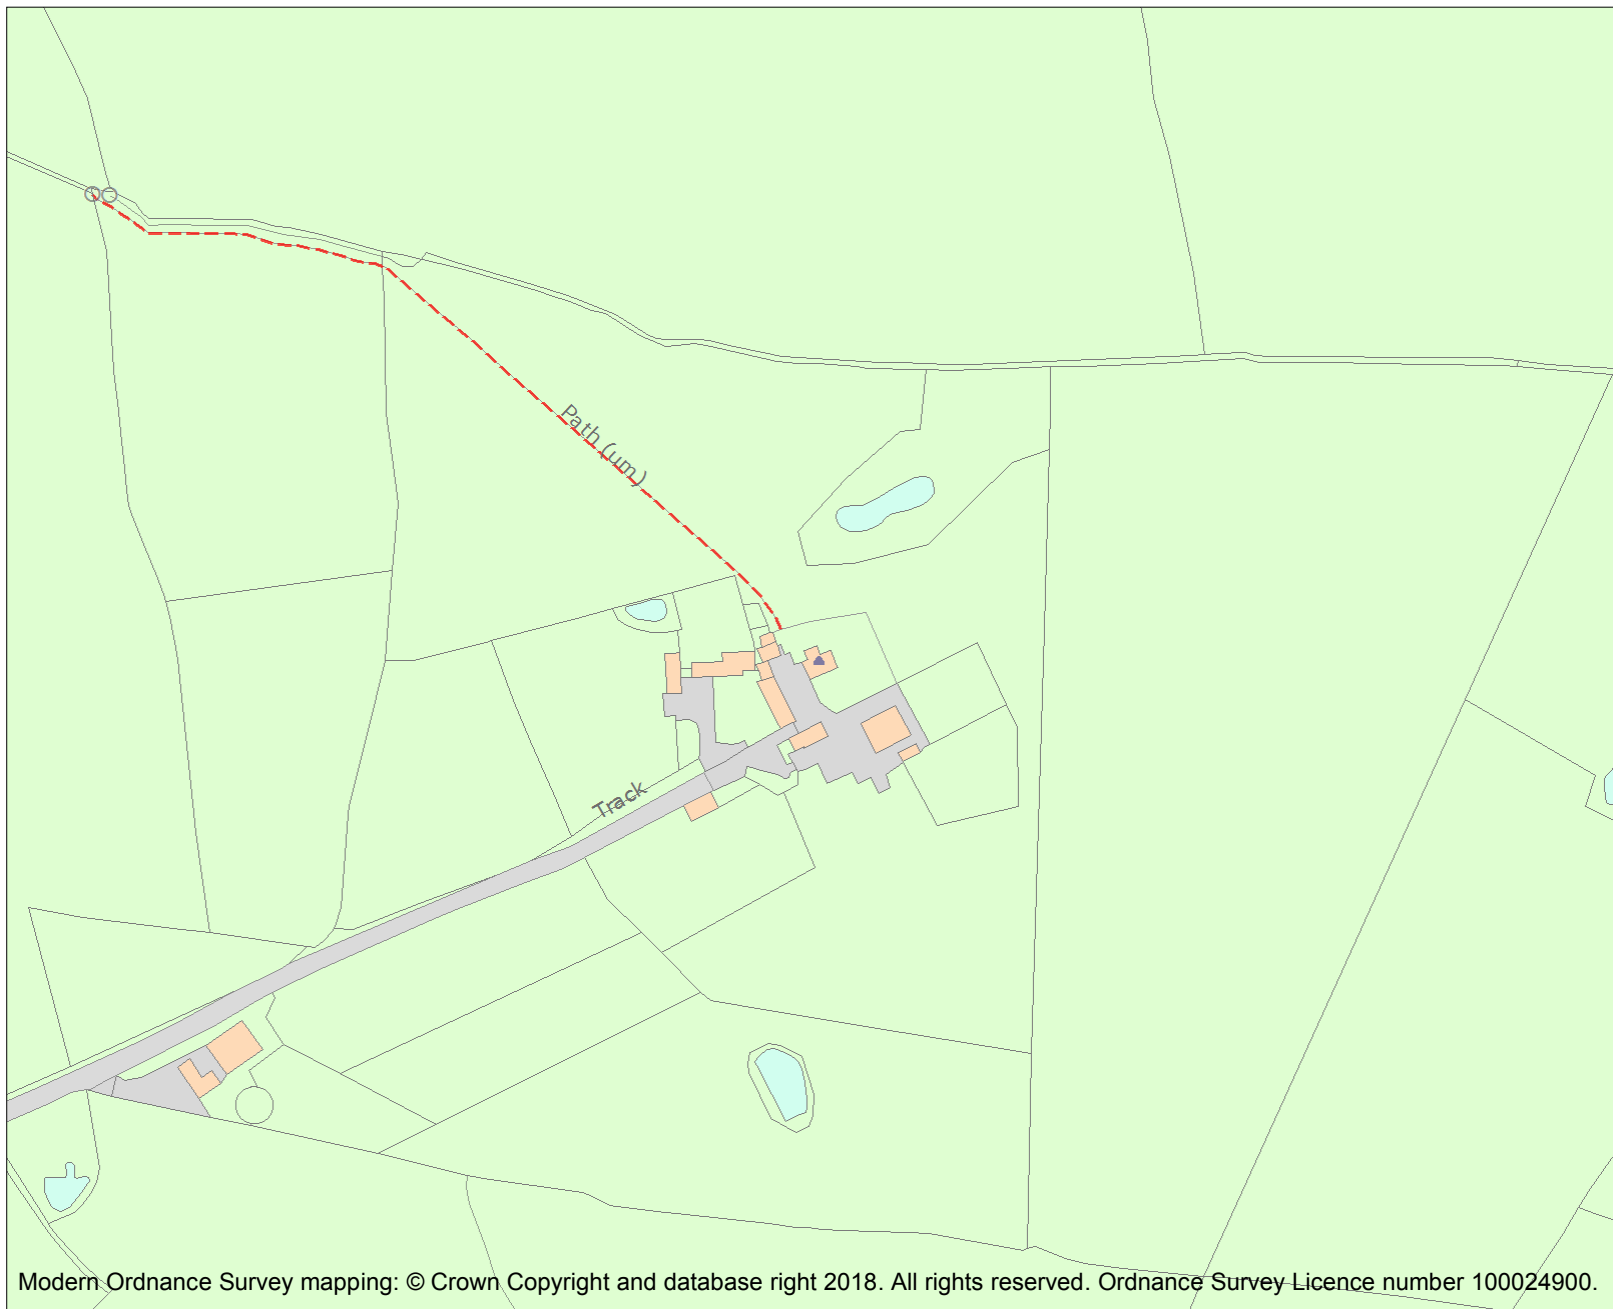 Path (um)
Track
Modern Ordnance Survey mapping: © Crown Copyright and database right 2018. All rights reserved. Ordnance Survey Licence number 100024900.